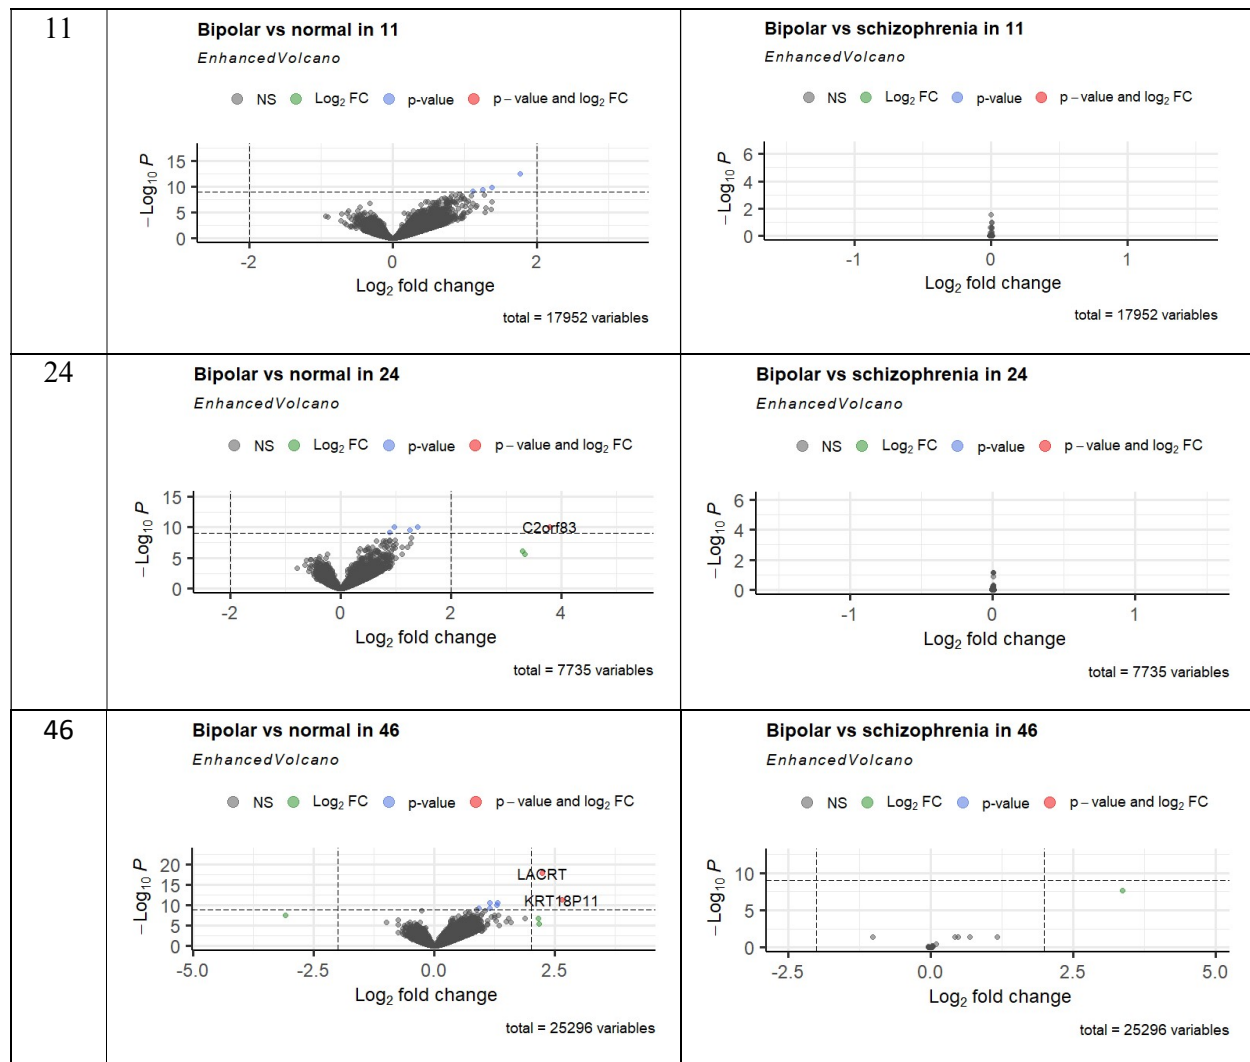 11
Bipolar vs normal in 11
EnhancedVolcano
NS Log2 FC p-value p – value and log2 FC
15
10
5
0
– Log10 P
-2 0 2
Log2 fold change
total = 17952 variables
Bipolar vs schizophrenia in 11
EnhancedVolcano
NS Log2 FC p-value p – value and log2 FC
6
4
2
0
– Log10 P
-1 0 1
Log2 fold change
total = 17952 variables
24
Bipolar vs normal in 24
EnhancedVolcano
NS Log2 FC p-value p – value and log2 FC
15
10
5
0
– Log10 P
C2orf83
-2 0 2 4
Log2 fold change
total = 7735 variables
Bipolar vs schizophrenia in 24
EnhancedVolcano
NS Log2 FC p-value p – value and log2 FC
6
4
2
0
– Log10 P
-1 0 1
Log2 fold change
total = 7735 variables
46
Bipolar vs normal in 46
EnhancedVolcano
NS Log2 FC p-value p – value and log2 FC
20
15
10
5
0
– Log10 P
LACRT
KRT18P11
-5.0 -2.5 0.0 2.5
Log2 fold change
total = 25296 variables
Bipolar vs schizophrenia in 46
EnhancedVolcano
NS Log2 FC p-value p – value and log2 FC
10
5
0
– Log10 P
-2.5 0.0 2.5 5.0
Log2 fold change
total = 25296 variables